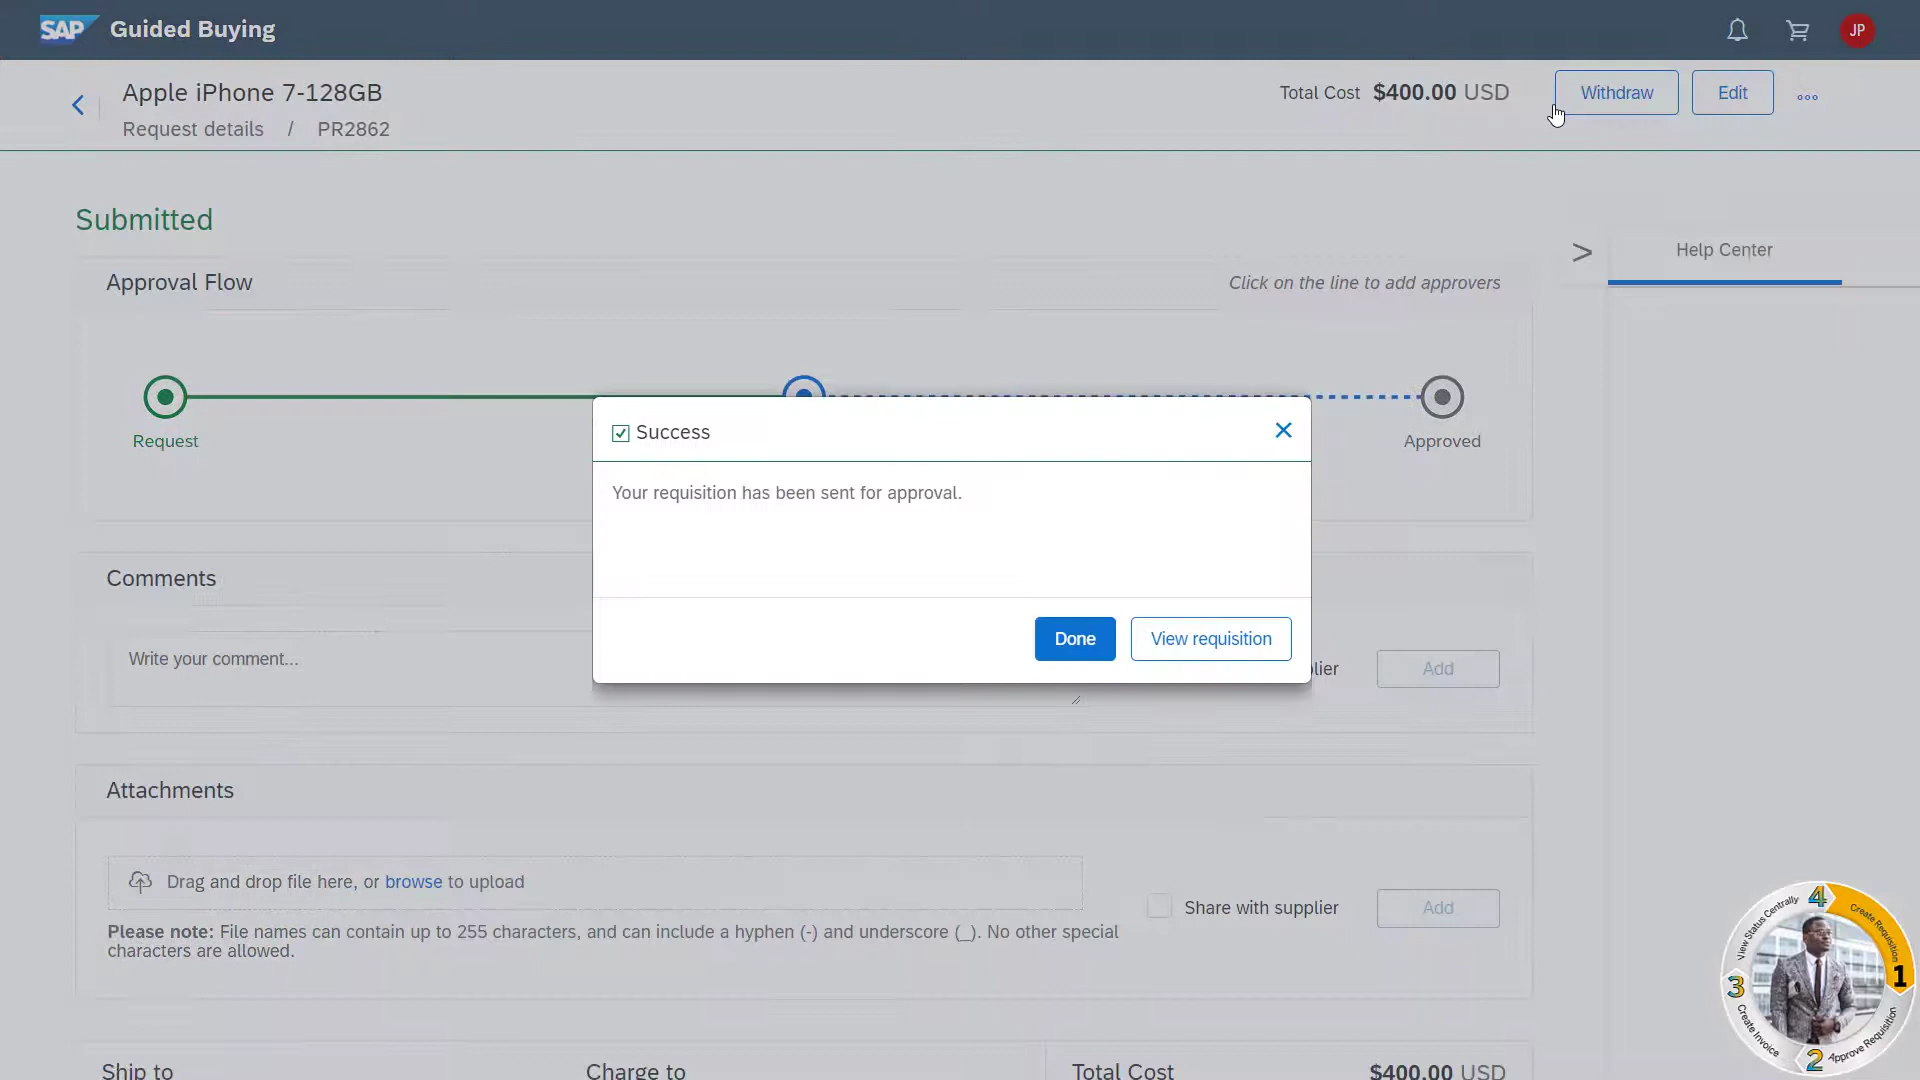 SAP Guided Buying
JP
Apple iPhone 7-128GB
Request details / PR2862
Total Cost $400.00 USD
Withdraw
Edit
Submitted
Help Center
Approval Flow
Click on the line to add approvers
Request
Approved
Success
Your requisition has been sent for approval.
Done
View requisition
Comments
Write your comment...
Add
Attachments
Drag and drop file here, or browse to upload
Share with supplier
Add
Please note: File names can contain up to 255 characters, and can include a hyphen (-) and underscore (_). No other special
characters are allowed.
Ship to
Charge to
Total Cost
$400.00 USD
1 Create Requisition
2 Approve Requisition
3 Create Invoice
4 View Status Centrally